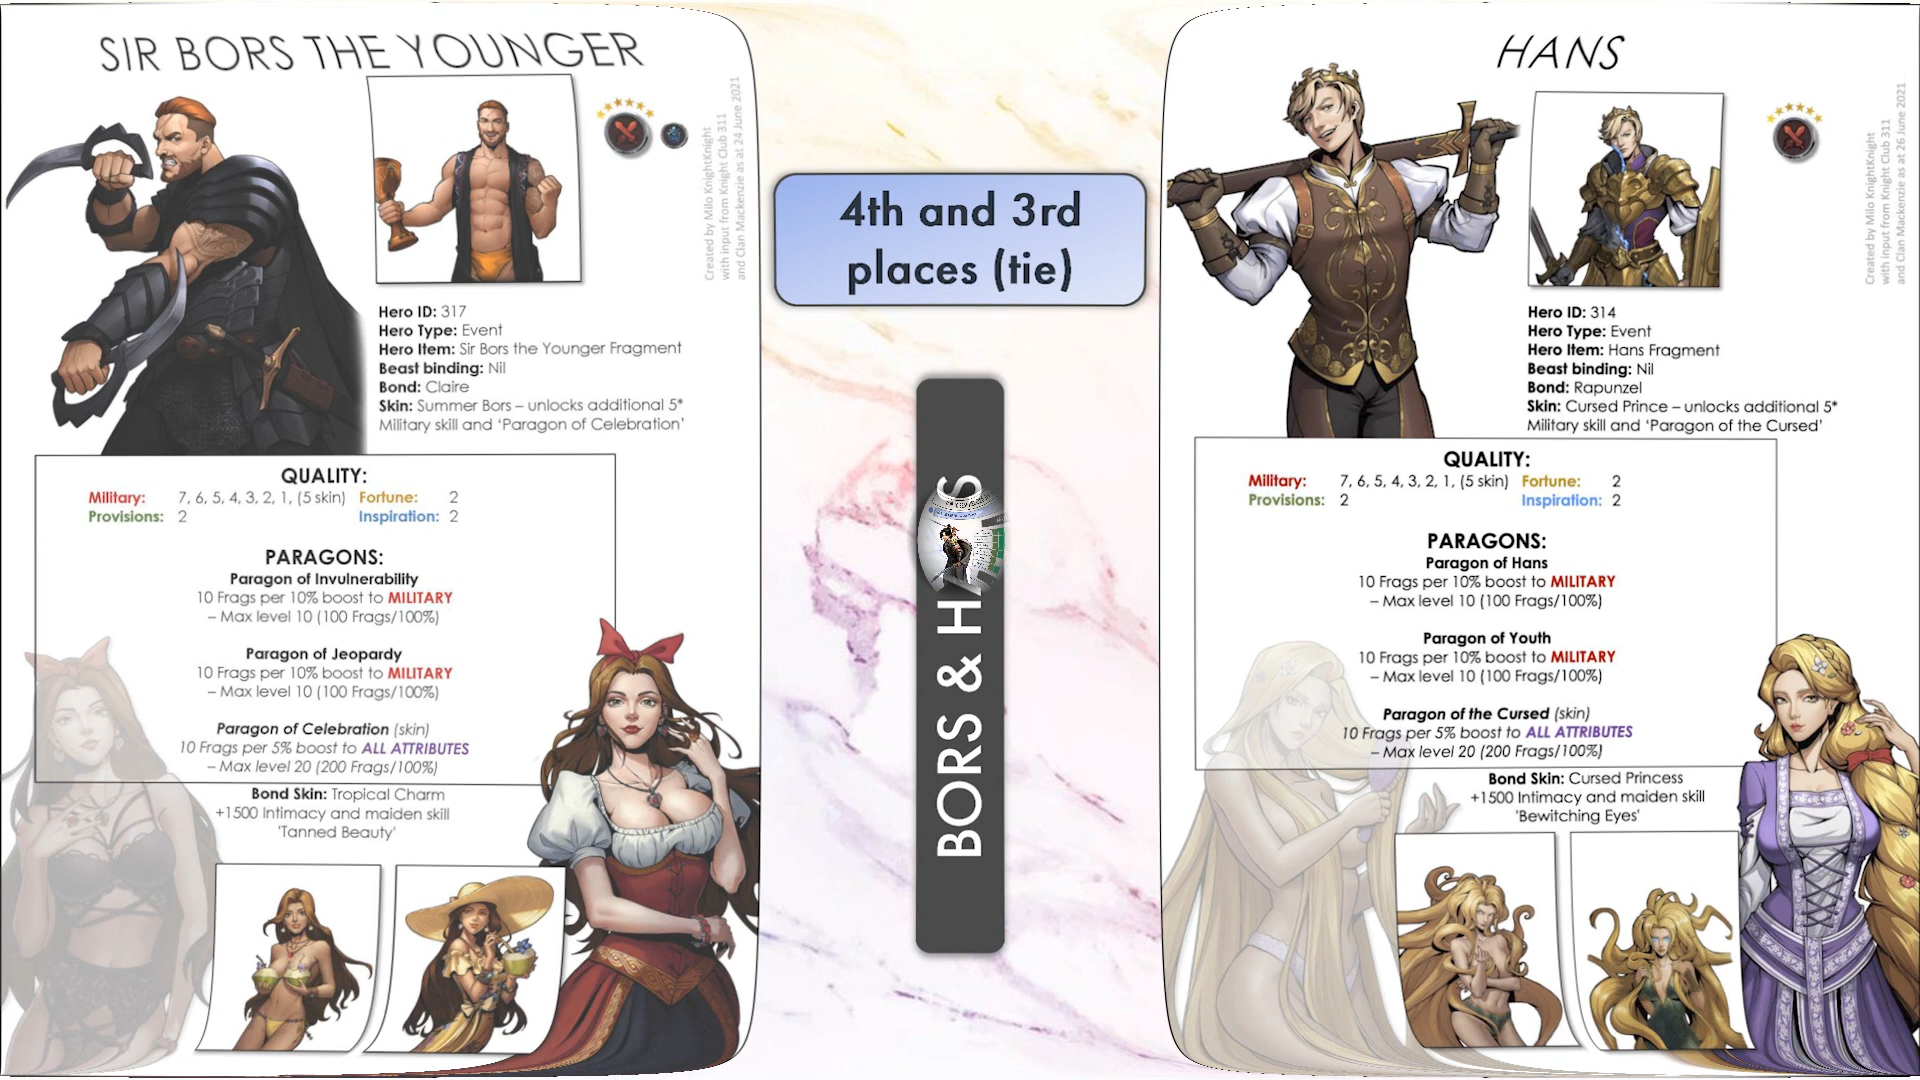 SIR BORS THE YOUNGER
Created by Milo KnightKnight
with input from Knight Club 311
and Clan Mackenzie as at 24 June 2021
Hero ID: 317
Hero Type: Event
Hero Item: Sir Bors the Younger Fragment
Beast binding: Nil
Bond: Claire
Skin: Summer Bors – unlocks additional 5*
Military skill and ‘Paragon of Celebration’
QUALITY:
Military: 7, 6, 5, 4, 3, 2, 1, (5 skin) Fortune: 2
Provisions: 2 Inspiration: 2
PARAGONS:
Paragon of Invulnerability
10 Frags per 10% boost to MILITARY
– Max level 10 (100 Frags/100%)
Paragon of Jeopardy
10 Frags per 10% boost to MILITARY
– Max level 10 (100 Frags/100%)
Paragon of Celebration (skin)
10 Frags per 5% boost to ALL ATTRIBUTES
– Max level 20 (200 Frags/100%)
Bond Skin: Tropical Charm
+1500 Intimacy and maiden skill
'Tanned Beauty'
4th and 3rd
places (tie)
BORS & H S
HANS
Created by Milo KnightKnight
with input from Knight Club 311
and Clan Mackenzie as at 26 June 2021
Hero ID: 314
Hero Type: Event
Hero Item: Hans Fragment
Beast binding: Nil
Bond: Rapunzel
Skin: Cursed Prince – unlocks additional 5*
Military skill and ‘Paragon of the Cursed’
QUALITY:
Military: 7, 6, 5, 4, 3, 2, 1, (5 skin) Fortune: 2
Provisions: 2 Inspiration: 2
PARAGONS:
Paragon of Hans
10 Frags per 10% boost to MILITARY
– Max level 10 (100 Frags/100%)
Paragon of Youth
10 Frags per 10% boost to MILITARY
– Max level 10 (100 Frags/100%)
Paragon of the Cursed (skin)
10 Frags per 5% boost to ALL ATTRIBUTES
– Max level 20 (200 Frags/100%)
Bond Skin: Cursed Princess
+1500 Intimacy and maiden skill
'Bewitching Eyes'